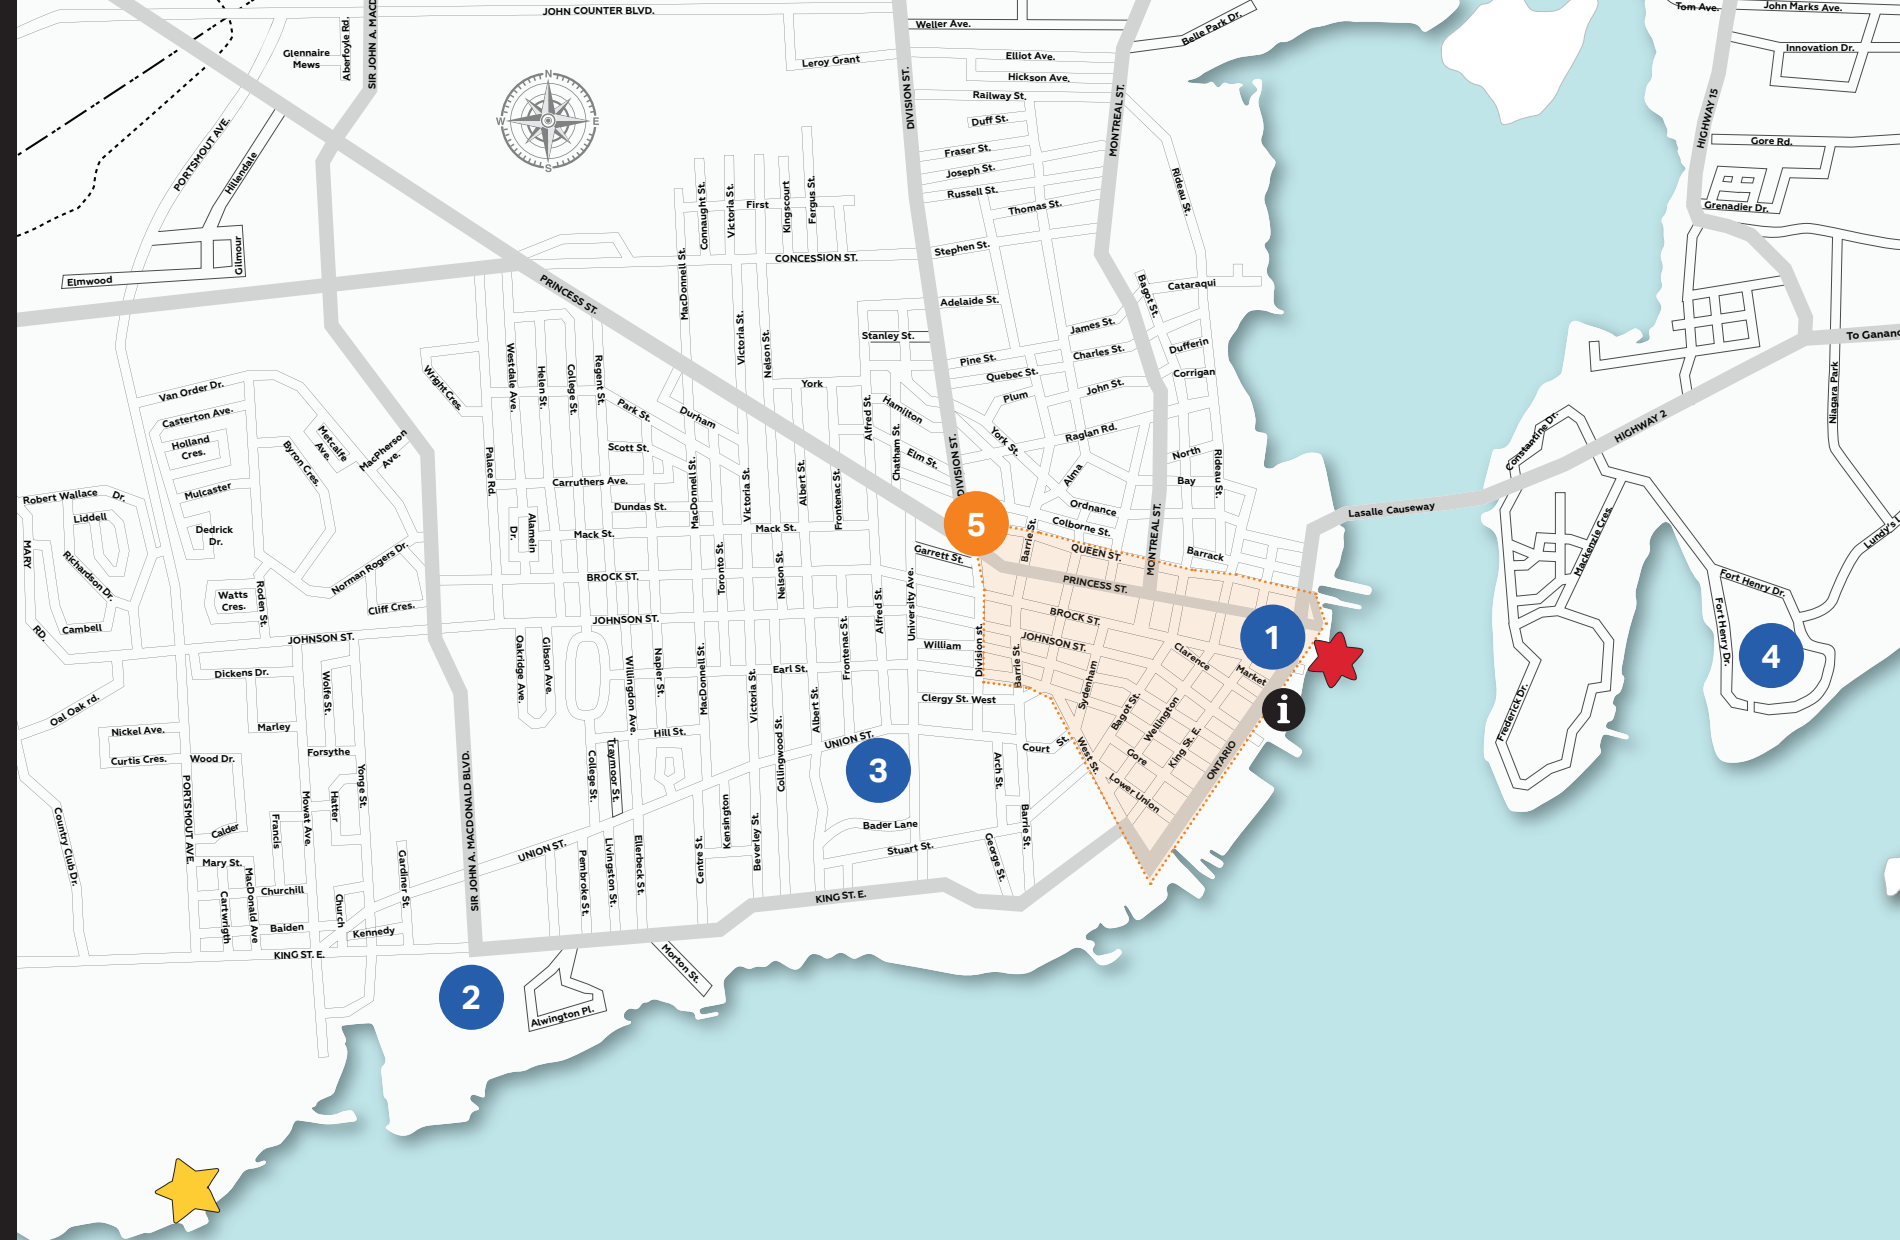 JOHN COUNTER BLVD.
Weller Ave.
Belle Park Dr.
Tom Ave.
John Marks Ave.
Innovation Dr.
Glennaire
Mews
Aberfoyle Rd.
SIR JOHN A. MACD
Leroy Grant
Elliot Ave.
Hickson Ave.
Railway St.
DIVISION ST.
MONTREAL ST.
HIGHWAY 15
Duff St.
N
W
E
S
PORTSMOUTH AVE.
Hillendale
Fraser St.
Joseph St.
Russell St.
Thomas St.
Rideau St.
Gore Rd.
Grenadier Dr.
Connaught St.
Victoria St.
First
Kingscourt
Fergus St.
Gilmour
Elmwood
Stephen St.
CONCESSION ST.
MacDonnell St.
PRINCESS ST.
Adelaide St.
Bagot St.
Cataraqui
James St.
Stanley St.
To Ganano
Victoria St.
Nelson St.
Westdale Ave.
Helen St.
College St.
Regent St.
Wright Cres.
Pine St.
Charles St.
Dufferin
Quebec St.
Corrigan
John St.
Plum
York
Van Order Dr.
Casterton Ave.
Holland
Cres.
Metcalfe
Ave.
MacPherson
Ave.
Byron Cres.
Park St.
Durham
Hamilton
Alfred St.
Chatham St.
York St.
Raglan Rd.
Niagara Park
HIGHWAY 2
Constantine Dr.
Scott St.
Elm St.
DIVISION ST.
North
Rideau St.
Alma
Bay
Palace Rd.
Carruthers Ave.
MacDonnell St.
Victoria St.
Albert St.
Frontenac St.
Mulcaster
Robert Wallace Dr.
Liddell
Dundas St.
Ordnance
Colborne St.
Lasalle Causeway
Dedrick
Dr.
Dr.
Alamein
Mack St.
Mack St.
5
Barrie St.
MONTREAL ST.
QUEEN ST.
Barrack
Garrett St.
Mackenzie Cres.
Lundy's L
MARY
Richardson Dr.
Norman Rogers Dr.
BROCK ST.
Toronto St.
Nelson St.
PRINCESS ST.
Fort Henry Dr.
Watts
Cres.
Roden St.
Cliff Cres.
Alfred St.
University Ave.
BROCK ST.
RD.
Cambell
JOHNSON ST.
JOHNSON ST.
JOHNSON ST.
1
Fort Henry Dr.
4
Dickens Dr.
Oakridge Ave.
Gibson Ave.
Willingdon Ave.
Napier St.
MacDonnell St.
Victoria St.
Earl St.
Frontenac St.
William
Division st.
Barrie St.
Clarence
Market
Sydenham
Wolfe St.
Oal Oak rd.
Albert St.
Clergy St. West
Bagot St.
Wellington
i
Frederick Dr.
Nickel Ave.
Marley
Hill St.
UNION ST.
Court St.
West St.
King St. E.
Gore
ONTARIO
Curtis Cres.
Wood Dr.
Forsythe
Collingwood St.
3
Arch St.
Lower Union
Yonge St.
College St.
Traymoor St.
SIR JOHN A. MACDONALD BLVD.
PORTSMOUTH AVE.
Country Club Dr.
Mowat Ave.
Hatter
Francis
Calder
Kensington
Beverley St.
Centre St.
Bader Lane
Barrie St.
Stuart St.
George St.
UNION ST.
Pembroke St.
Livingston St.
Ellerbeck St.
Gardiner St.
Mary St.
MacDonald Ave
Churchill
Cartwrigth
Church
Baiden
Kennedy
KING ST. E.
KING ST. E.
Morton St.
2
Alwington Pl.